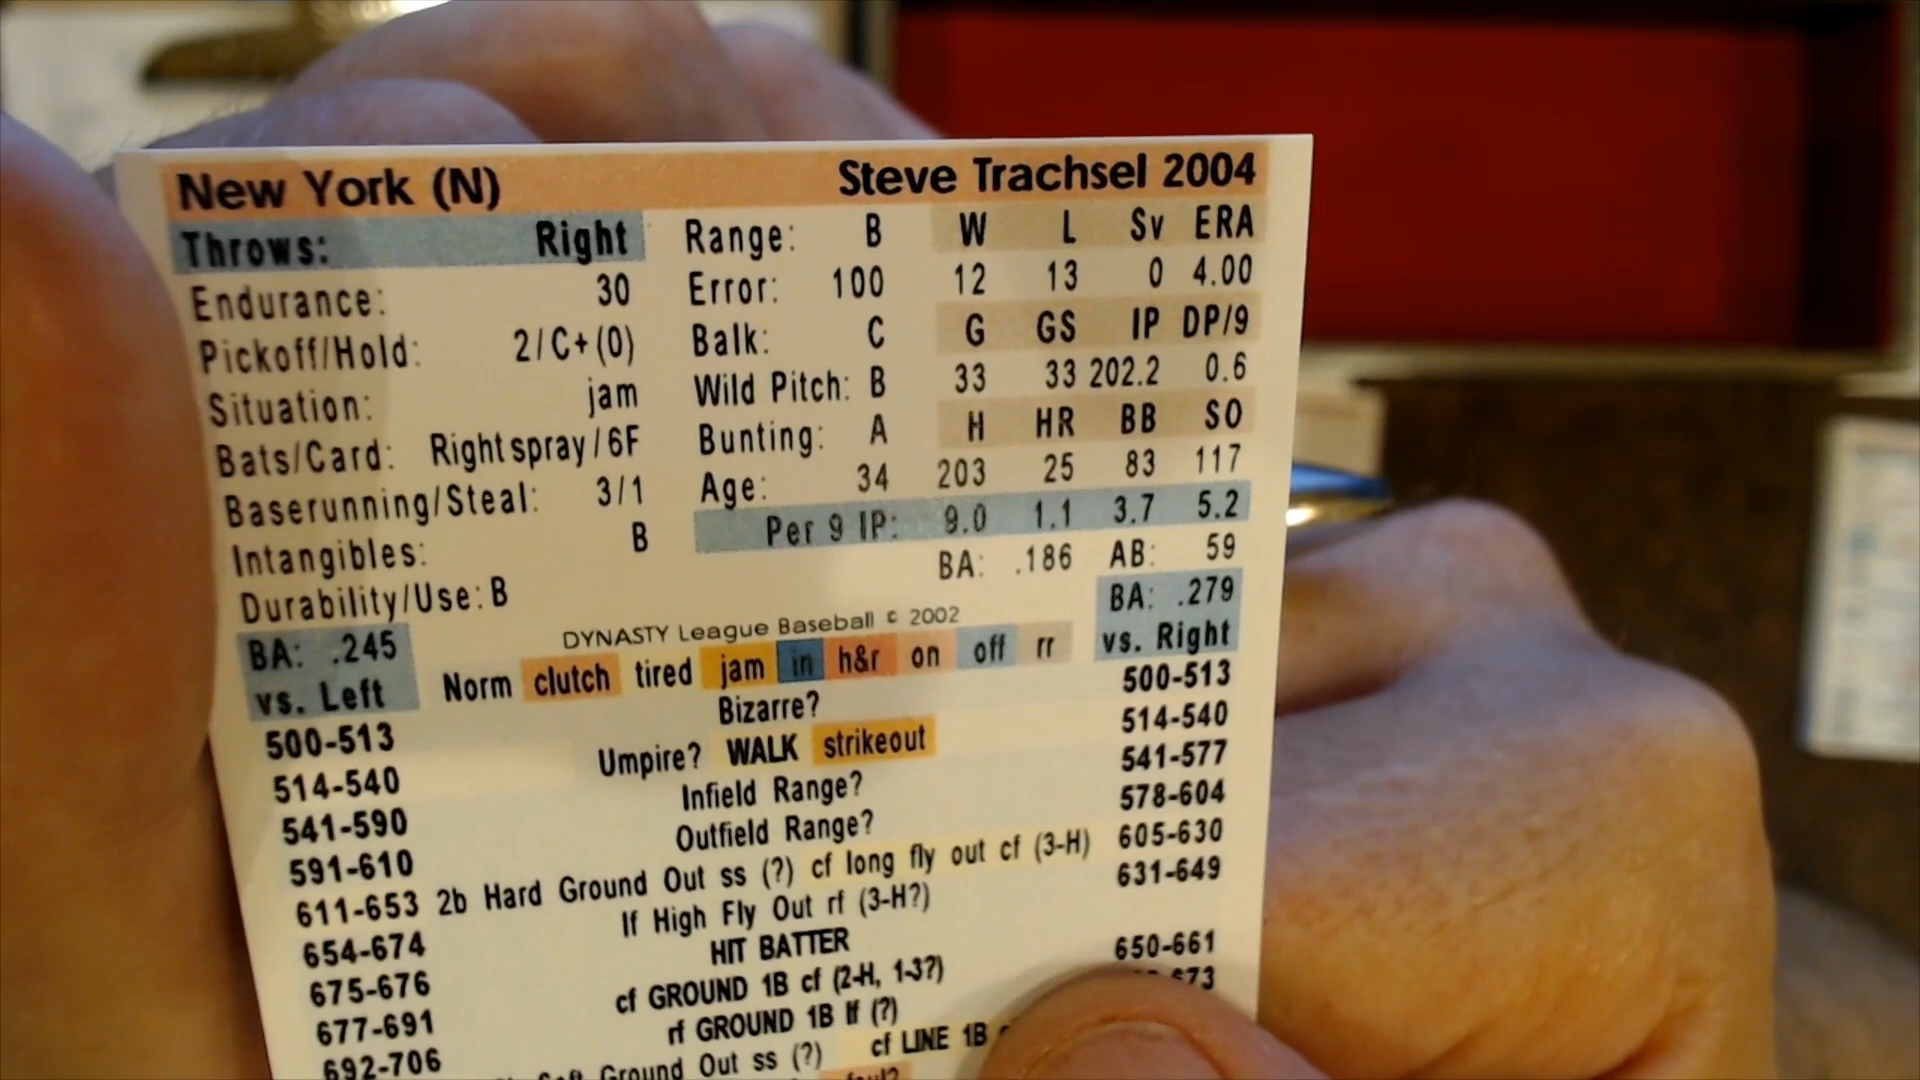 New York (N) Steve Trachsel 2004
Throws: Right Range: B W L Sv ERA
Endurance: 30 Error: 100 12 13 0 4.00
Pickoff/Hold: 2/C+(0) Balk: C G GS IP DP/9
Situation: jam Wild Pitch: B 33 33 202.2 0.6
Bats/Card: Right spray/6F Bunting: A H HR BB SO
Baserunning/Steal: 3/1 Age: 34 203 25 83 117
Intangibles: B Per 9 IP: 9.0 1.1 3.7 5.2
Durability/Use: B BA: .186 AB: 59
DYNASTY League Baseball © 2002 BA: .279
BA: .245 vs. Right
vs. Left Norm clutch tired jam in h&r on off rr
500-513 Bizarre? 500-513
514-540 Umpire? WALK strikeout 514-540
541-590 Infield Range? 541-577
591-610 Outfield Range? 578-604
611-653 2b Hard Ground Out ss (?) cf long fly out cf (3-H) 605-630
654-674 lf High Fly Out rf (3-H?) 631-649
675-676 HIT BATTER
677-691 cf GROUND 1B cf (2-H, 1-3?) 650-661
692-706 rf GROUND 1B lf (?) 673
Ground Out ss (?) cf LINE 1B